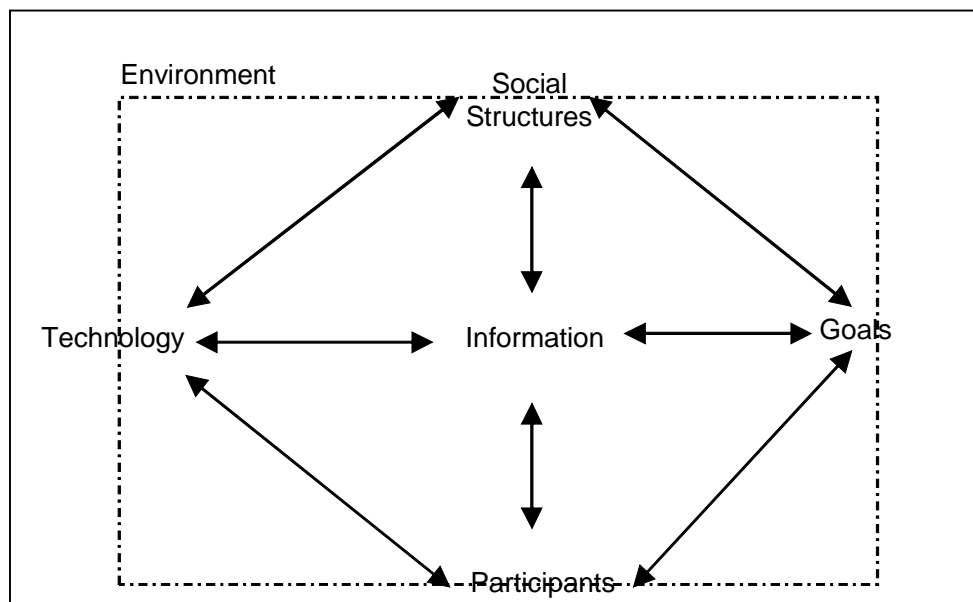 Environment
Social
Structures
Technology
Information
Goals
Participants